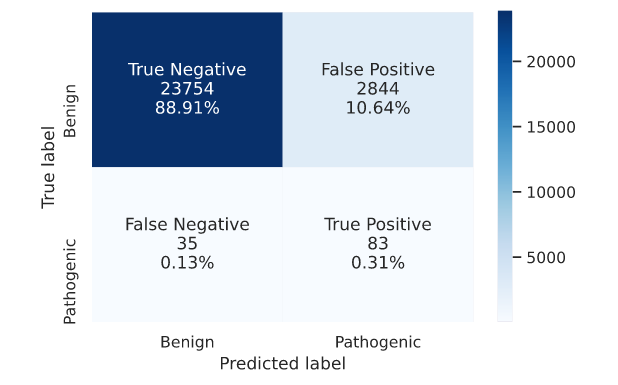 True Negative
23754
88.91%
False Positive
2844
10.64%
False Negative
35
0.13%
True Positive
83
0.31%
Benign
Pathogenic
True label
Benign
Pathogenic
Predicted label
20000
15000
10000
5000